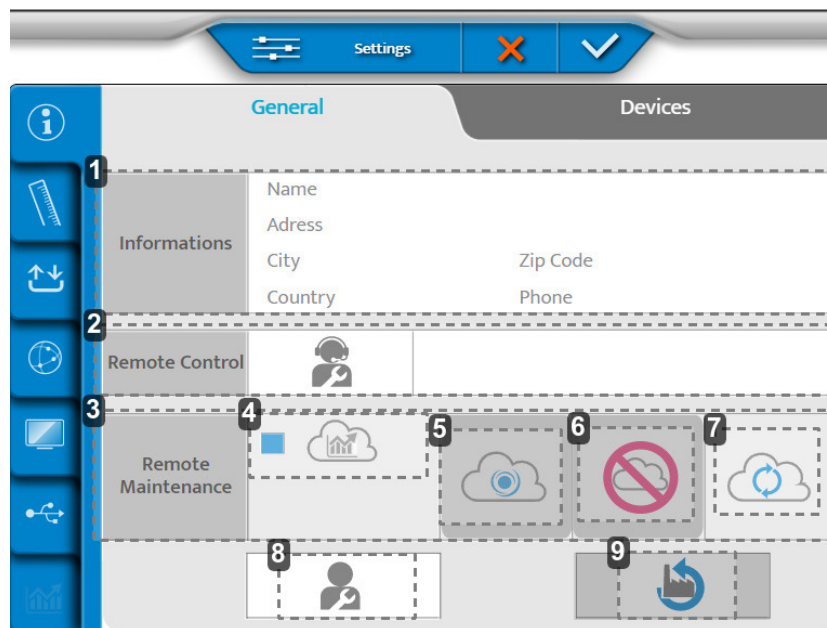 Settings
General
Devices
1
Informations
Name
Adress
City
Zip Code
Country
Phone
2
Remote Control
3
Remote
Maintenance
4
5
6
7
8
9